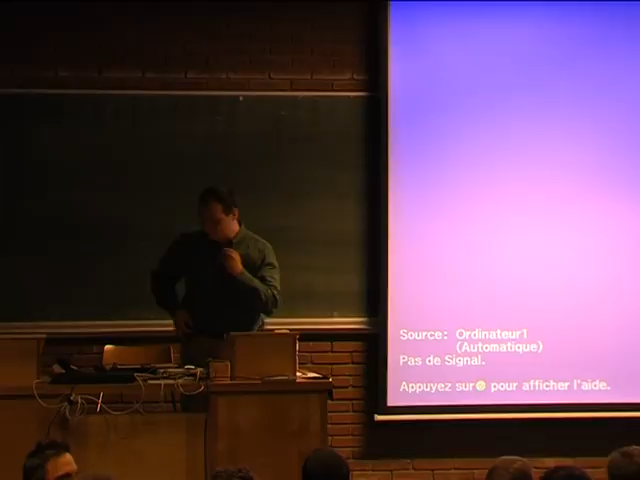 Source: Ordinateur1
(Automatique)
Pas de Signal.
Appuyez sur pour afficher l'aide.